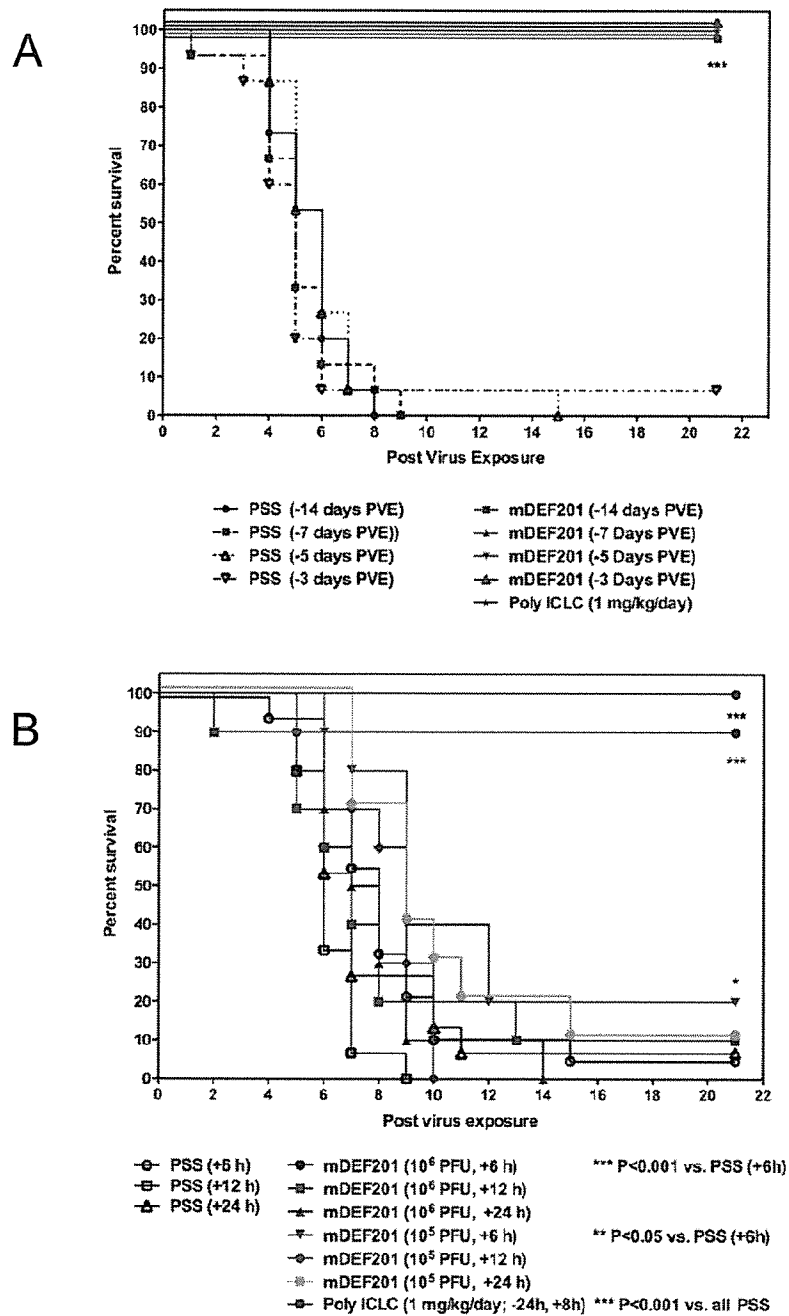 A
Percent survival
100
90
80
70
60
50
40
30
20
10
0
***
0 2 4 6 8 10 12 14 16 18 20 22
Post Virus Exposure
PSS (-14 days PVE)
PSS (-7 days PVE))
PSS (-5 days PVE)
PSS (-3 days PVE)
mDEF201 (-14 days PVE)
mDEF201 (-7 Days PVE)
mDEF201 (-5 Days PVE)
mDEF201 (-3 Days PVE)
Poly ICLC (1 mg/kg/day)
B
Percent survival
100
90
80
70
60
50
40
30
20
10
0
***
***
*
0 2 4 6 8 10 12 14 16 18 20 22
Post virus exposure
PSS (+6 h)
PSS (+12 h)
PSS (+24 h)
mDEF201 (10⁶ PFU, +6 h)
mDEF201 (10⁶ PFU, +12 h)
mDEF201 (10⁶ PFU, +24 h)
mDEF201 (10⁵ PFU, +6 h)
mDEF201 (10⁵ PFU, +12 h)
mDEF201 (10⁵ PFU, +24 h)
Poly ICLC (1 mg/kg/day; -24h, +8h)
*** P<0.001 vs. PSS (+6h)
** P<0.05 vs. PSS (+6h)
*** P<0.001 vs. all PSS